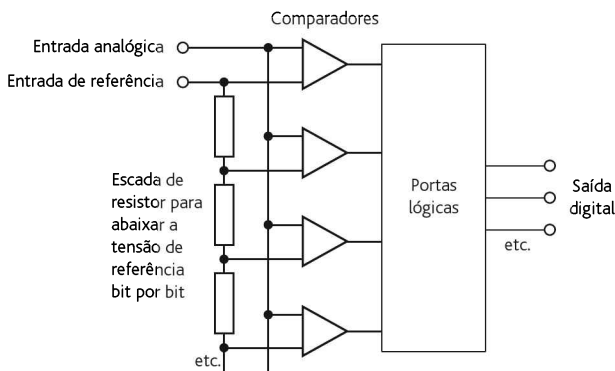 Comparadores
Entrada analógica
Entrada de referência
Escada de
resistor para
abaixar a
tensão de
referência
bit por bit
etc.
Portas
lógicas
Saída
digital
etc.